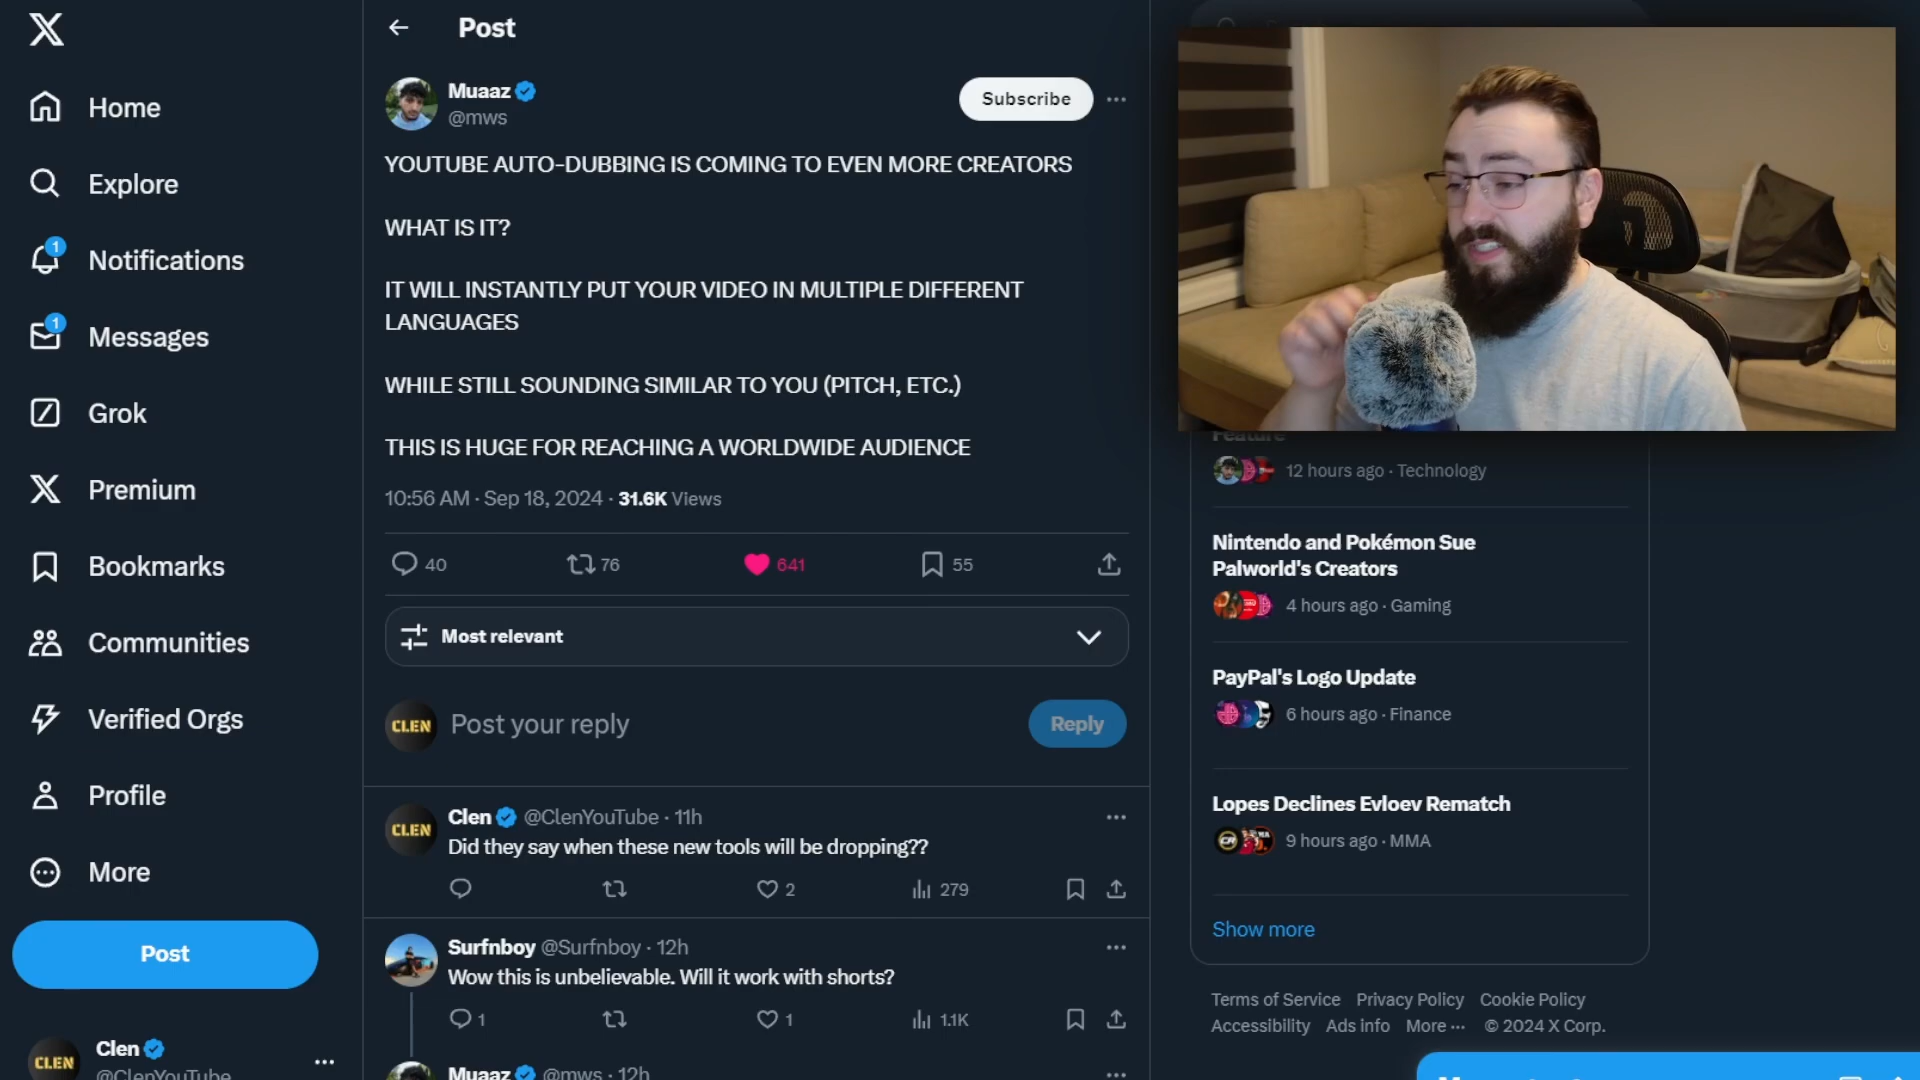 Post
Home
Explore
1
Notifications
1
Messages
Grok
Premium
Bookmarks
Communities
Verified Orgs
Profile
More
Post
CLEN
Clen
@ClenYouTube
Muaaz
@mws
Subscribe
YOUTUBE AUTO-DUBBING IS COMING TO EVEN MORE CREATORS
WHAT IS IT?
IT WILL INSTANTLY PUT YOUR VIDEO IN MULTIPLE DIFFERENT
LANGUAGES
WHILE STILL SOUNDING SIMILAR TO YOU (PITCH, ETC.)
THIS IS HUGE FOR REACHING A WORLDWIDE AUDIENCE
10:56 AM · Sep 18, 2024 · 31.6K Views
40 76 641 55
Most relevant
CLEN Post your reply Reply
CLEN
Clen @ClenYouTube · 11h
Did they say when these new tools will be dropping??
2 279
Surfnboy @Surfnboy · 12h
Wow this is unbelievable. Will it work with shorts?
1 1 1.1K
Muaaz @mws · 12h
Feature
12 hours ago · Technology
Nintendo and Pokémon Sue
Palworld's Creators
4 hours ago · Gaming
PayPal's Logo Update
6 hours ago · Finance
Lopes Declines Evloev Rematch
9 hours ago · MMA
Show more
Terms of Service Privacy Policy Cookie Policy
Accessibility Ads info More ··· © 2024 X Corp.